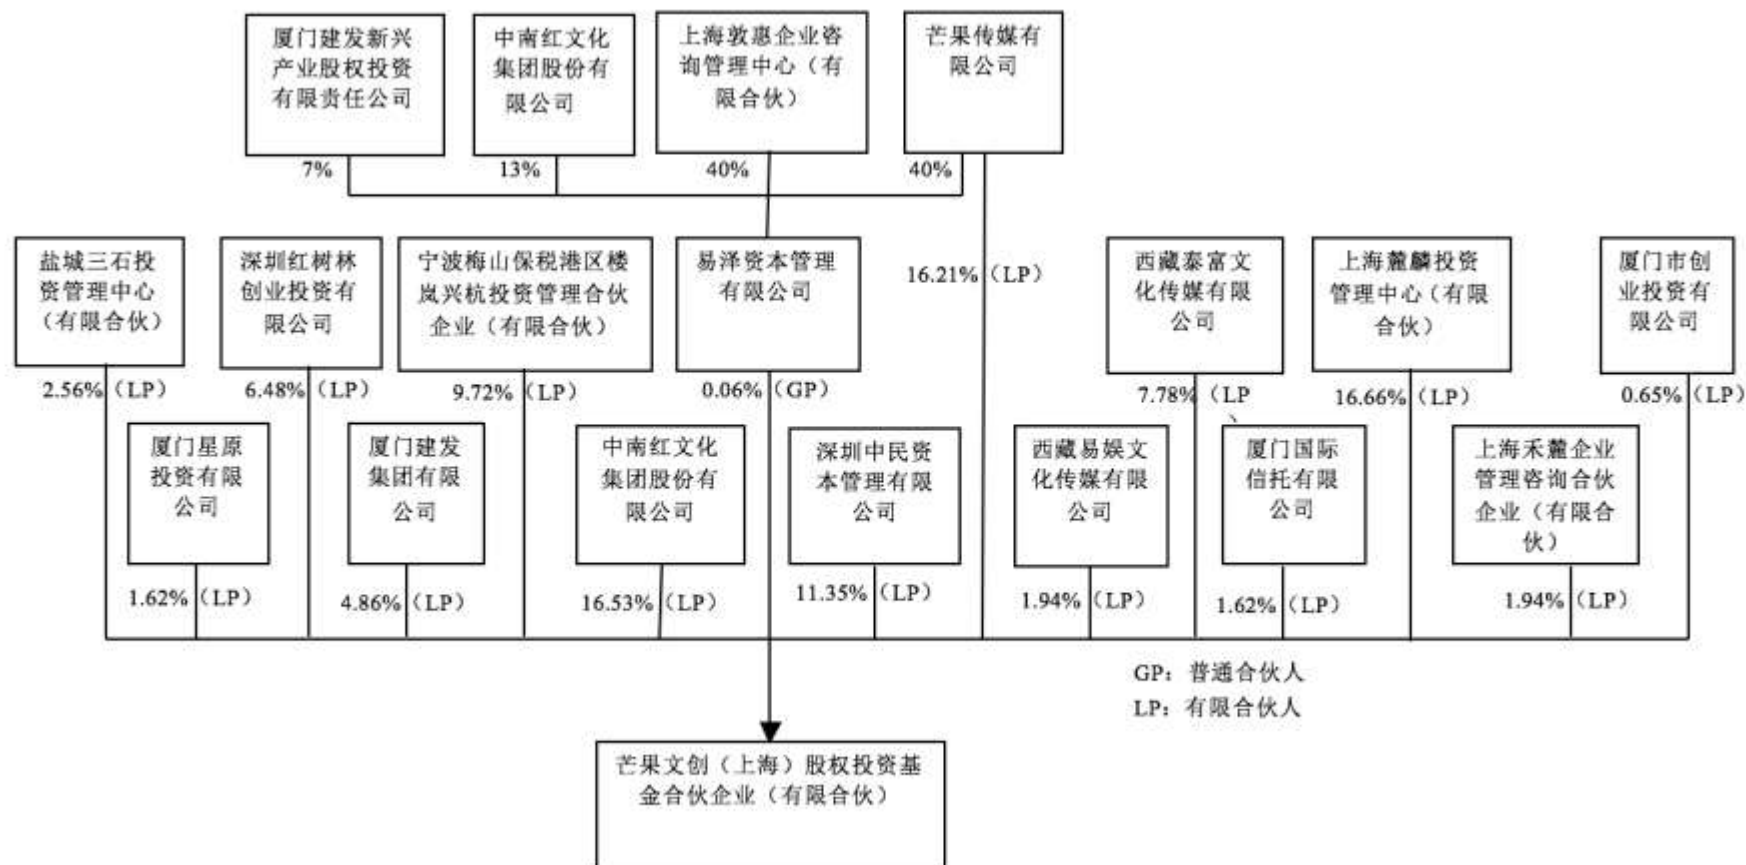 厦门建发新兴
产业股权投资
有限责任公司
中南红文化
集团股份有
限公司
上海敦惠企业咨
询管理中心（有
限合伙）
芒果传媒有
限公司
7%
13%
40%
40%
盐城三石投
资管理中心
（有限合伙）
深圳红树林
创业投资有
限公司
宁波梅山保税港区楼
岚兴杭投资管理合伙
企业（有限合伙）
易泽资本管理
有限公司
16.21%（LP）
西藏泰富文
化传媒有限
公司
上海麓麟投资
管理中心（有限
合伙）
厦门市创
业投资有
限公司
2.56%（LP）
6.48%（LP）
9.72%（LP）
0.06%（GP）
7.78%（LP
、
16.66%（LP）
0.65%（LP）
厦门星原
投资有限
公司
厦门建发
集团有限
公司
中南红文化
集团股份有
限公司
深圳中民资
本管理有限
公司
西藏易娱文
化传媒有限
公司
厦门国际
信托有限
公司
上海禾麓企业
管理咨询合伙
企业（有限合
伙）
1.62%（LP）
4.86%（LP）
16.53%（LP）
11.35%（LP）
1.94%（LP）
1.62%（LP）
1.94%（LP）
GP：普通合伙人
LP：有限合伙人
芒果文创（上海）股权投资基
金合伙企业（有限合伙）